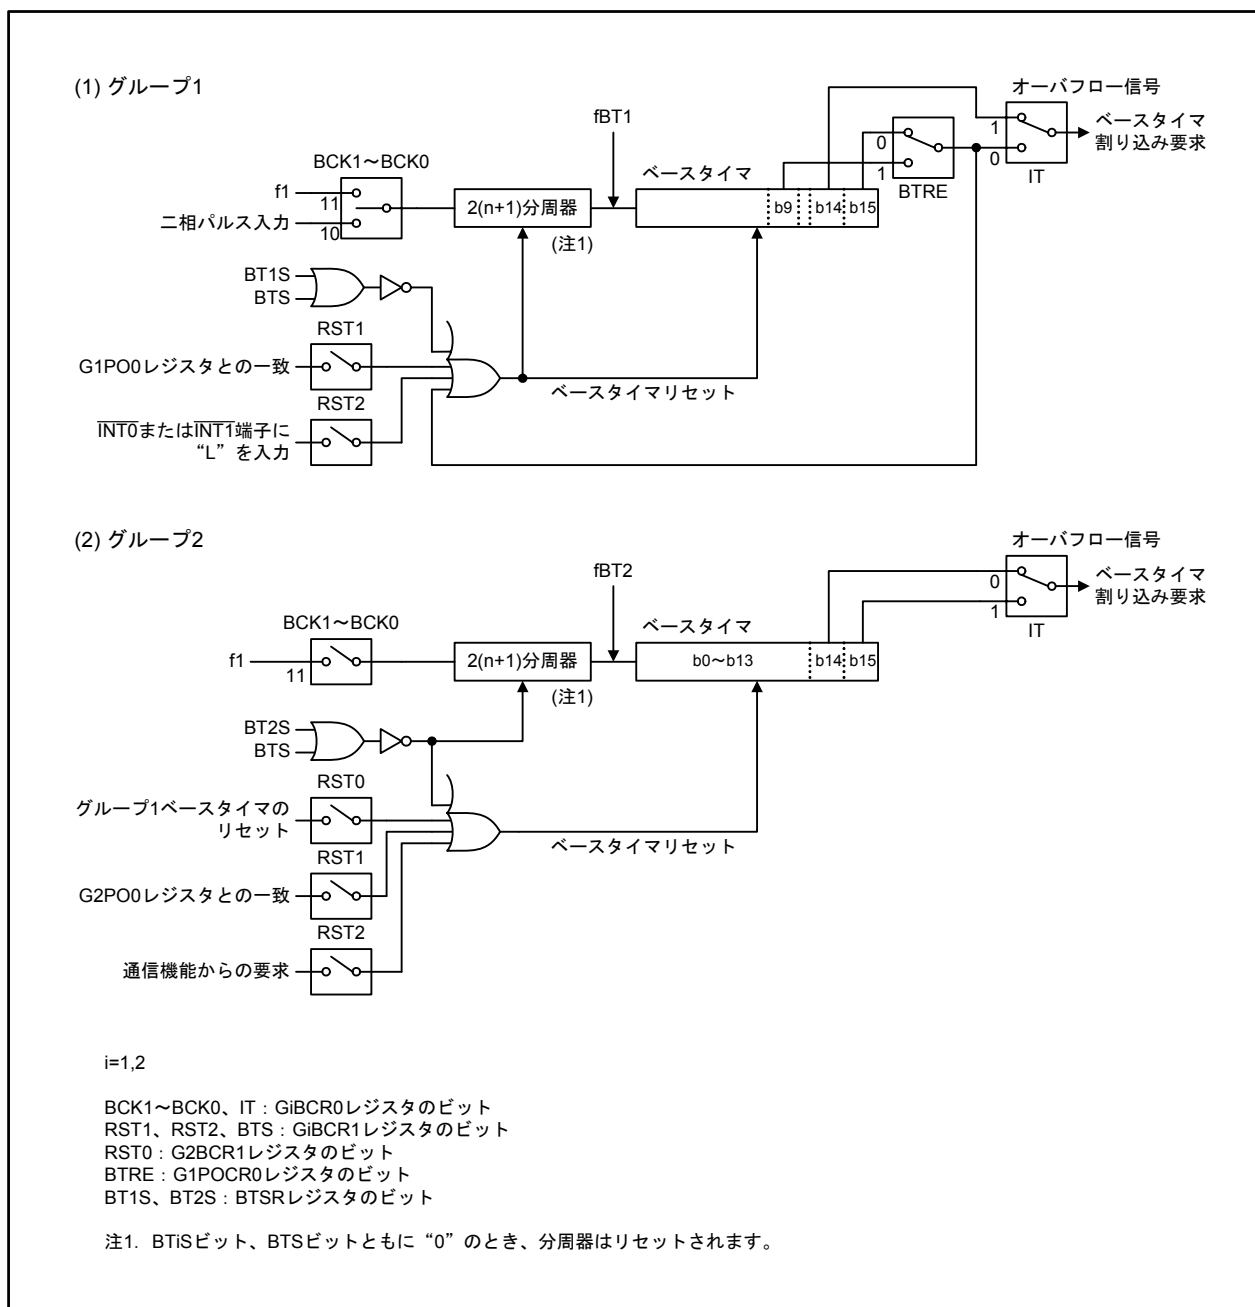 (1) グループ1
オーバフロー信号
fBT1
1
0
ベースタイマ
割り込み要求
BCK1～BCK0
ベースタイマ
0
1
BTRE
IT
f1
11
二相パルス入力
10
2(n+1)分周器
b9
b14
b15
(注1)
BT1S
BTS
RST1
G1PO0レジスタとの一致
ベースタイマリセット
RST2
INT0またはINT1端子に
“L”を入力
(2) グループ2
オーバフロー信号
fBT2
0
1
ベースタイマ
割り込み要求
IT
BCK1～BCK0
ベースタイマ
f1
11
2(n+1)分周器
b0～b13
b14
b15
(注1)
BT2S
BTS
RST0
グループ1ベースタイマの
リセット
ベースタイマリセット
RST1
G2PO0レジスタとの一致
RST2
通信機能からの要求
i=1,2
BCK1～BCK0、IT：GiBCR0レジスタのビット
RST1、RST2、BTS：GiBCR1レジスタのビット
RST0：G2BCR1レジスタのビット
BTRE：G1POCR0レジスタのビット
BT1S、BT2S：BTSRレジスタのビット
注1. BTiSビット、BTSビットともに“0”のとき、分周器はリセットされます。